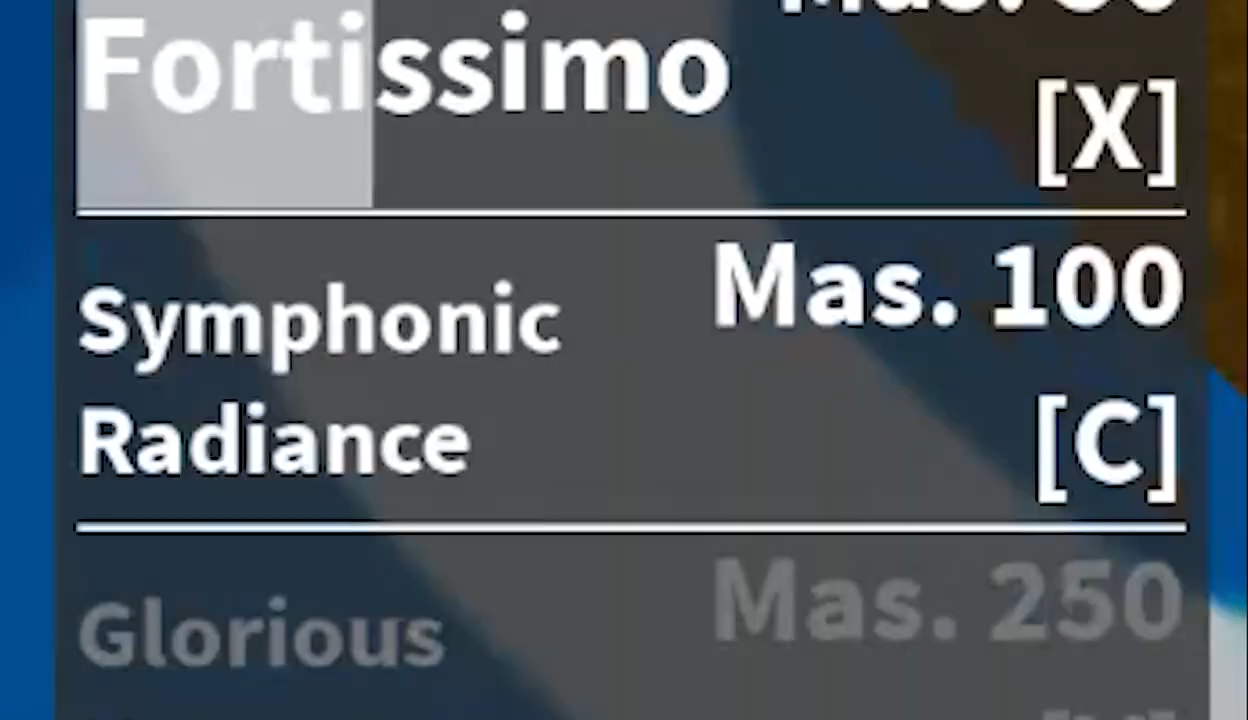 Fortissimo
[X]
Symphonic
Radiance
Mas. 100
[C]
Glorious
Mas. 250